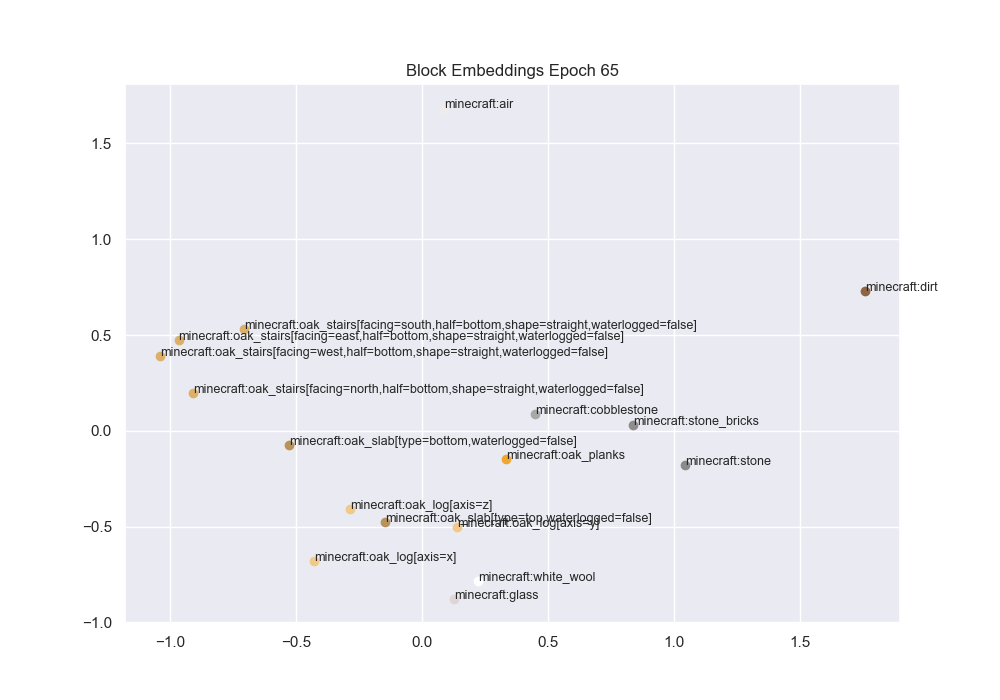 Block Embeddings Epoch 65
minecraft:air
1.5
1.0
minecraft:dirt
minecraft:oak_stairs[facing=south,half=bottom,shape=straight,waterlogged=false]
0.5
minecraft:oak_stairs[facing=east,half=bottom,shape=straight,waterlogged=false]
minecraft:oak_stairs[facing=west,half=bottom,shape=straight,waterlogged=false]
minecraft:oak_stairs[facing=north,half=bottom,shape=straight,waterlogged=false]
minecraft:cobblestone
minecraft:stone_bricks
0.0
minecraft:oak_slab[type=bottom,waterlogged=false]
minecraft:oak_planks
minecraft:stone
minecraft:oak_log[axis=z]
minecraft:oak_slab[type=top,waterlogged=false]
minecraft:oak_log[axis=y]
−0.5
minecraft:oak_log[axis=x]
minecraft:white_wool
minecraft:glass
−1.0
−1.0 −0.5 0.0 0.5 1.0 1.5